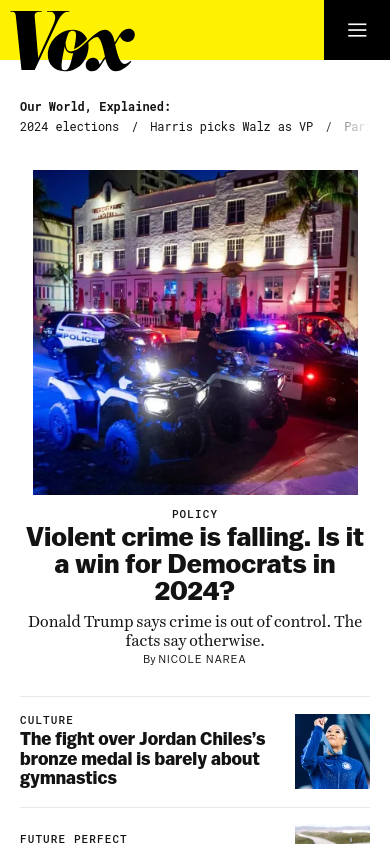 Vox
Our World, Explained:
2024 elections / Harris picks Walz as VP /
POLICE
POLICY
Violent crime is falling. Is it
a win for Democrats in
2024?
Donald Trump says crime is out of control. The
facts say otherwise.
By NICOLE NAREA
CULTURE
The fight over Jordan Chiles’s
bronze medal is barely about
gymnastics
FUTURE PERFECT